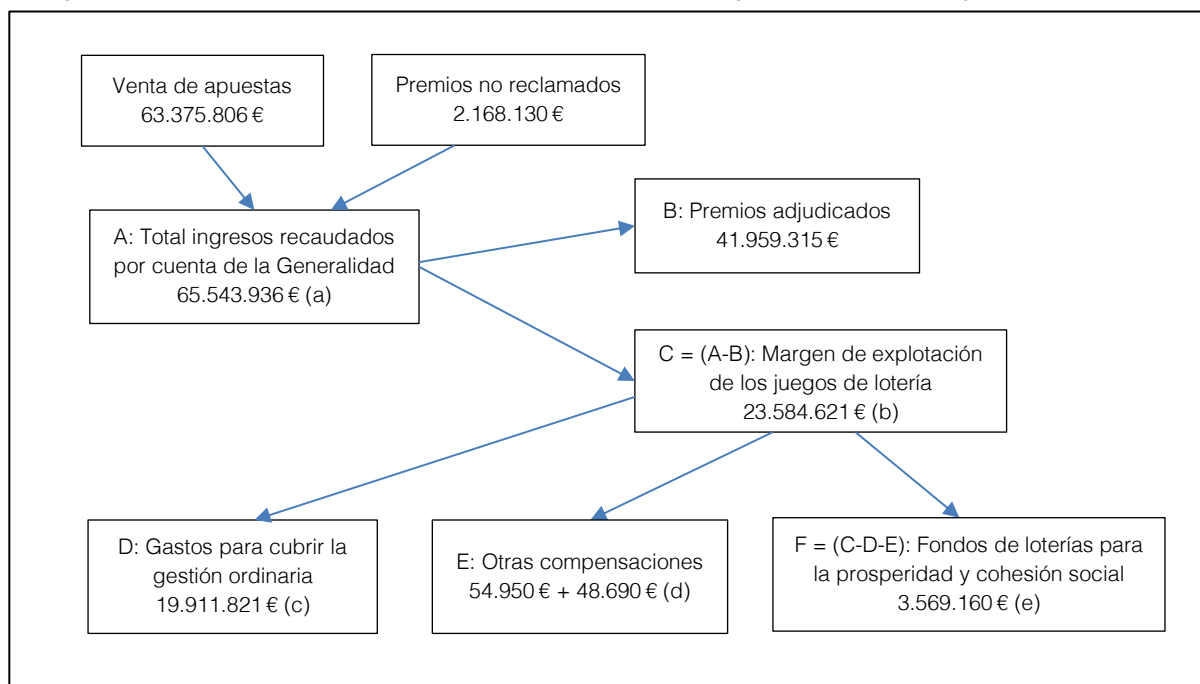 Venta de apuestas
63.375.806 €
Premios no reclamados
2.168.130 €
A: Total ingresos recaudados
por cuenta de la Generalidad
65.543.936 € (a)
B: Premios adjudicados
41.959.315 €
C = (A-B): Margen de explotación
de los juegos de lotería
23.584.621 € (b)
D: Gastos para cubrir la
gestión ordinaria
19.911.821 € (c)
E: Otras compensaciones
54.950 € + 48.690 € (d)
F = (C-D-E): Fondos de loterías para
la prosperidad y cohesión social
3.569.160 € (e)